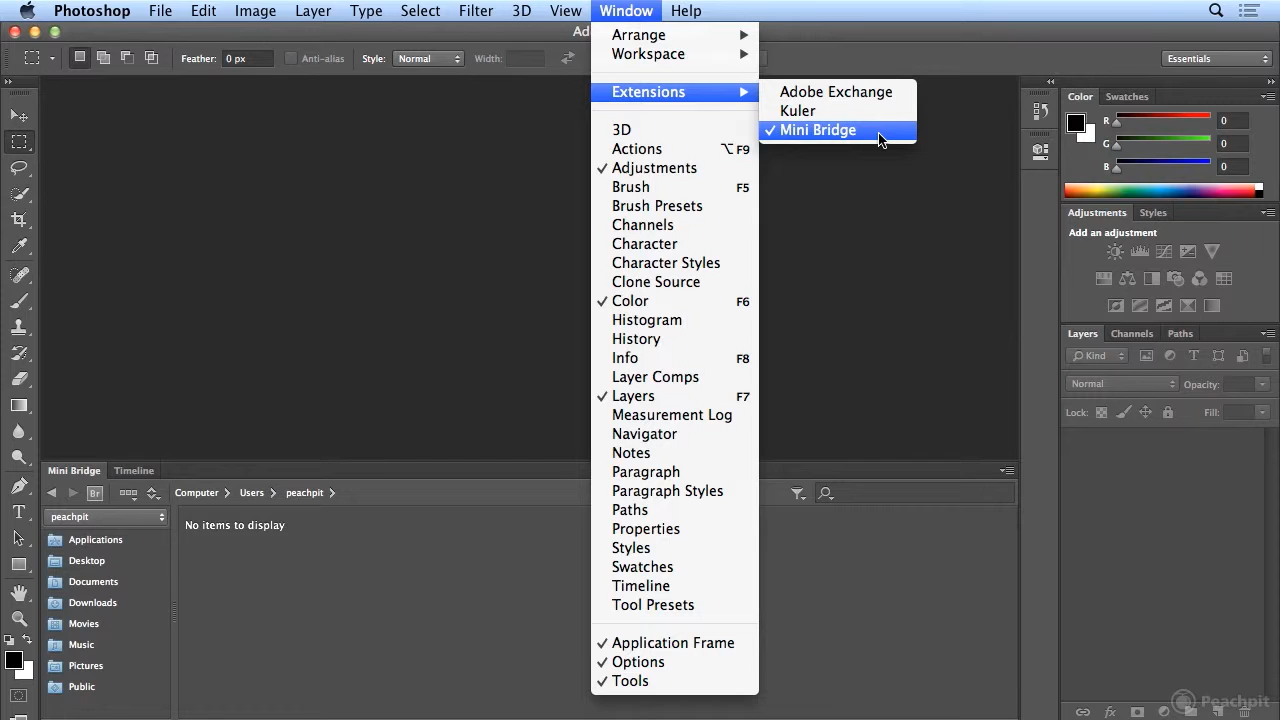 Photoshop File Edit Image Layer Type Select Filter 3D View Window Help
Ad
Feather: 0 px Anti-alias Style: Normal Width: Essentials
Arrange
Workspace
Extensions
Adobe Exchange
Kuler
✓ Mini Bridge
3D
Actions ⌥ F9
✓ Adjustments
Brush F5
Brush Presets
Channels
Character
Character Styles
Clone Source
✓ Color F6
Histogram
History
Info F8
Layer Comps
✓ Layers F7
Measurement Log
Navigator
Notes
Paragraph
Paragraph Styles
Paths
Properties
Styles
Swatches
Timeline
Tool Presets
✓ Application Frame
✓ Options
✓ Tools
Color Swatches
R 0
G 0
B 0
Adjustments Styles
Add an adjustment
Layers Channels Paths
Kind
Normal Opacity:
Lock: Fill:
Mini Bridge Timeline
Br Computer > Users > peachpit >
peachpit
No items to display
Applications
Desktop
Documents
Downloads
Movies
Music
Pictures
Public
Peachpit
fx